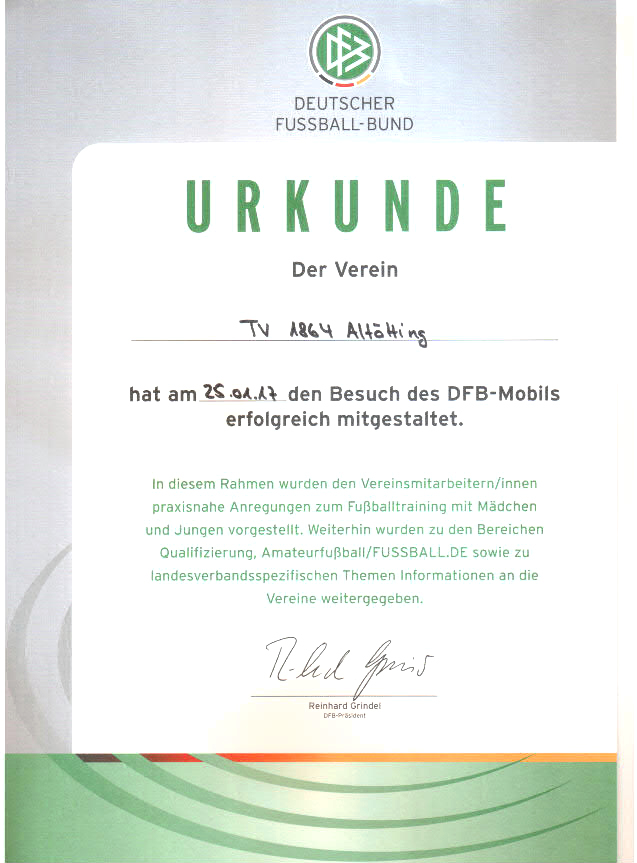 DFB
DEUTSCHER
FUSSBALL-BUND
URKUNDE
Der Verein
TV 1864 Altötting
hat am 25.01.17 den Besuch des DFB-Mobils
erfolgreich mitgestaltet.
In diesem Rahmen wurden den Vereinsmitarbeitern/innen
praxisnahe Anregungen zum Fußballtraining mit Mädchen
und Jungen vorgestellt. Weiterhin wurden zu den Bereichen
Qualifizierung, Amateurfußball/FUSSBALL.DE sowie zu
landesverbandsspezifischen Themen Informationen an die
Vereine weitergegeben.
Reinhard Grindel
DFB-Präsident